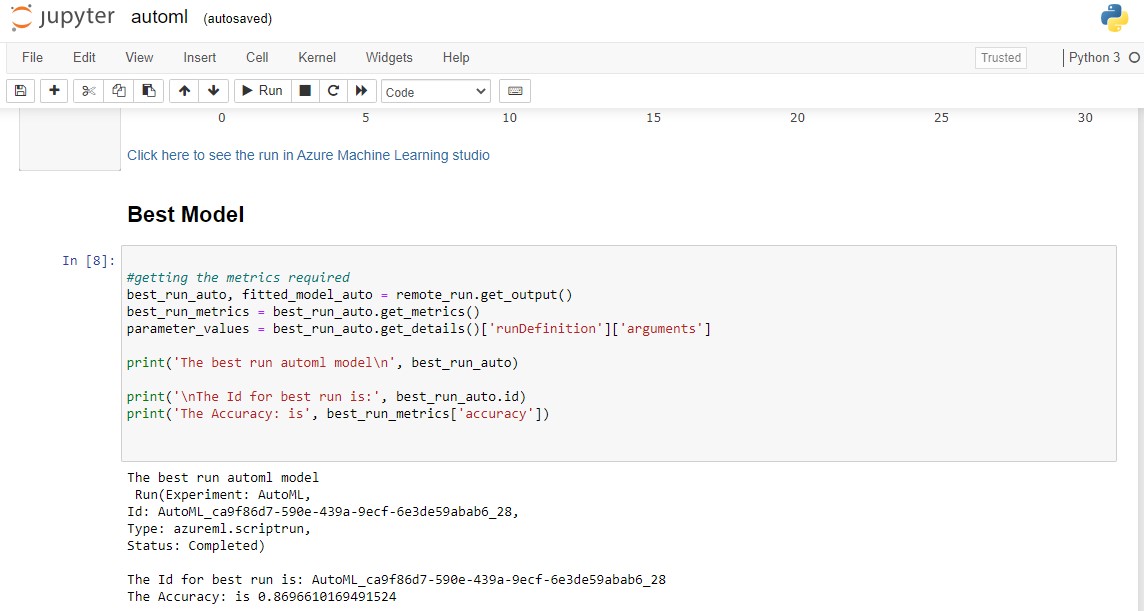 jupyter automl (autosaved)
File Edit View Insert Cell Kernel Widgets Help Trusted Python 3
Run Code
0 5 10 15 20 25 30
Click here to see the run in Azure Machine Learning studio
Best Model
In [8]:
#getting the metrics required
best_run_auto, fitted_model_auto = remote_run.get_output()
best_run_metrics = best_run_auto.get_metrics()
parameter_values = best_run_auto.get_details()['runDefinition']['arguments']
print('The best run automl model\n', best_run_auto)
print('\nThe Id for best run is:', best_run_auto.id)
print('The Accuracy: is', best_run_metrics['accuracy'])
The best run automl model
Run(Experiment: AutoML,
Id: AutoML_ca9f86d7-590e-439a-9ecf-6e3de59abab6_28,
Type: azureml.scriptrun,
Status: Completed)
The Id for best run is: AutoML_ca9f86d7-590e-439a-9ecf-6e3de59abab6_28
The Accuracy: is 0.8696610169491524